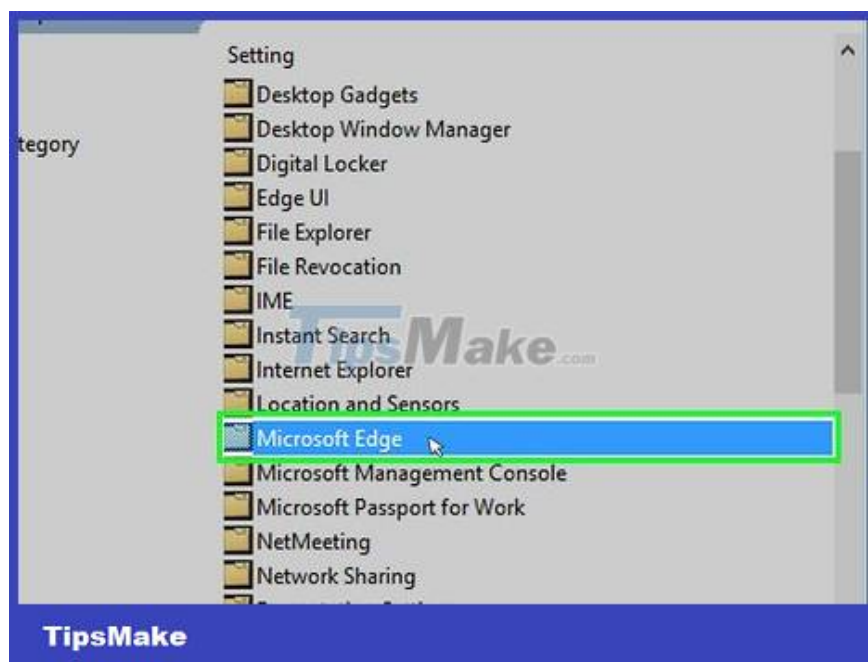 Setting
Desktop Gadgets
Desktop Window Manager
tegory
Digital Locker
Edge UI
File Explorer
File Revocation
IME
Instant Search
TipsMake.com
Internet Explorer
Location and Sensors
Microsoft Edge
Microsoft Management Console
Microsoft Passport for Work
NetMeeting
Network Sharing
TipsMake